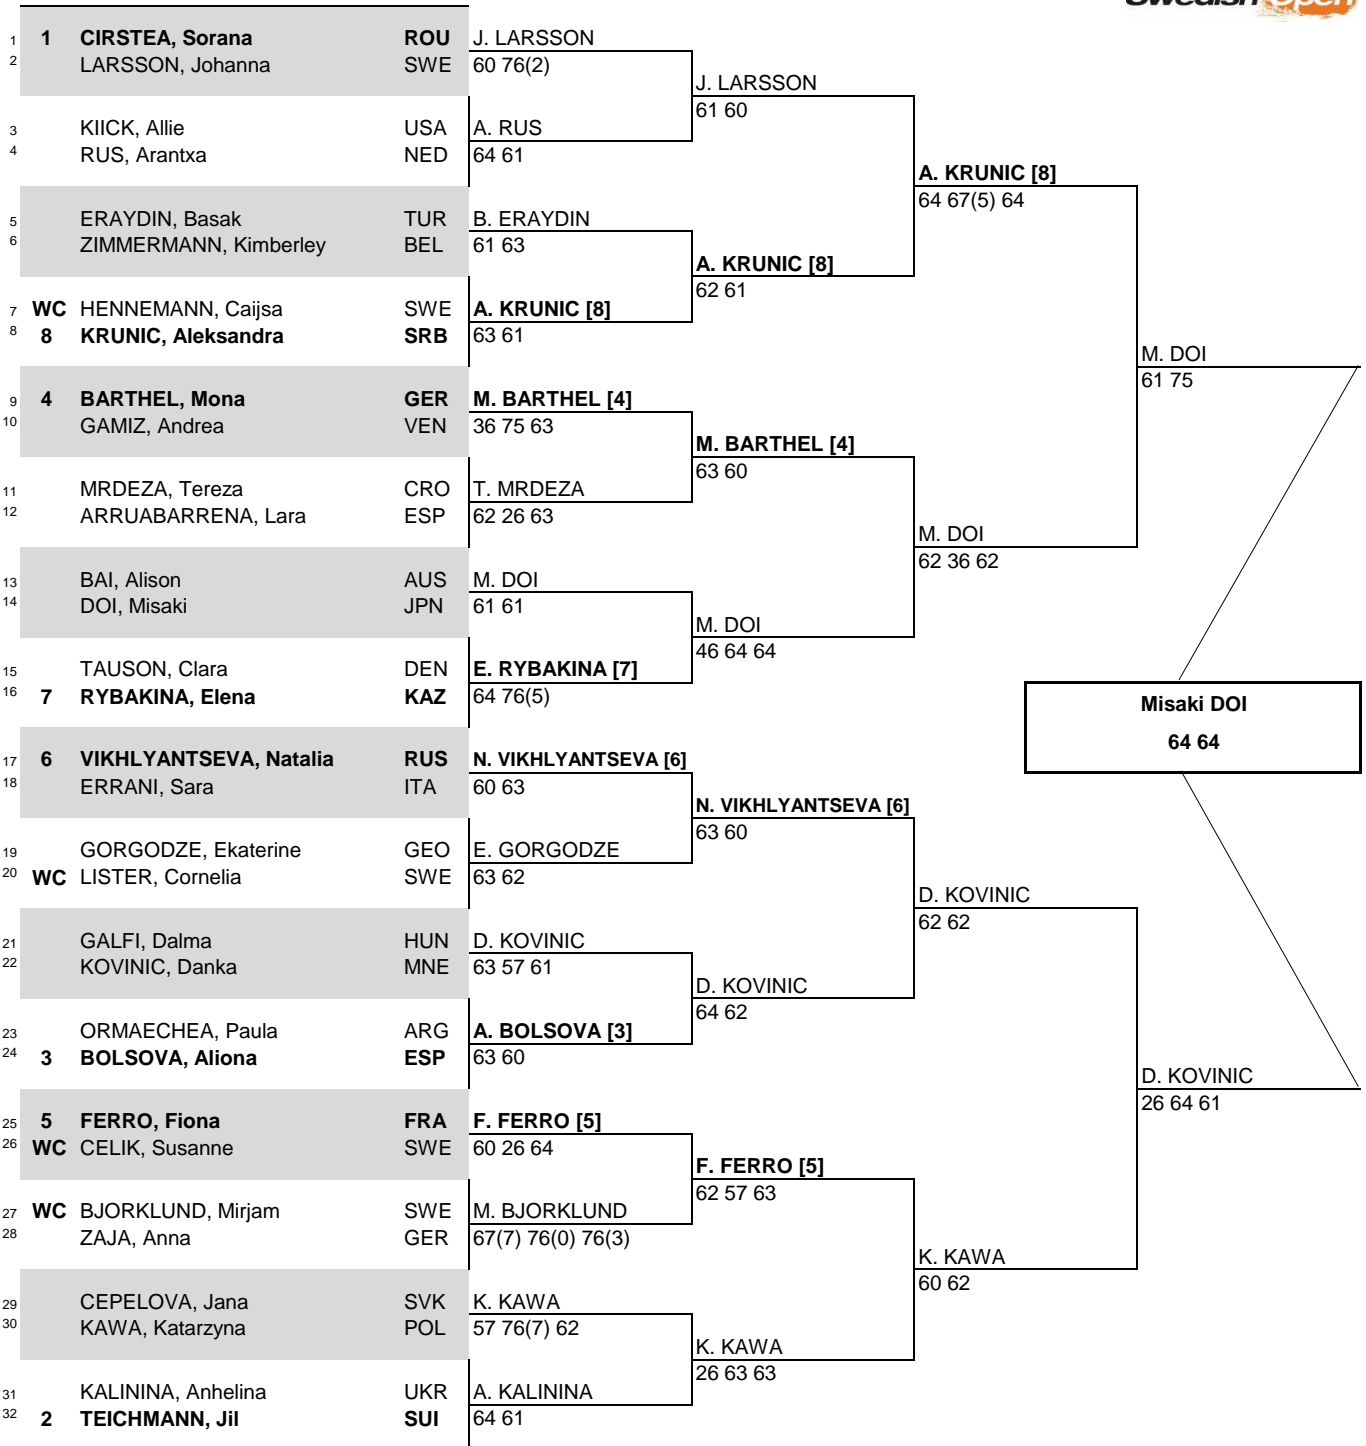 Swedish Open
1 1 CIRSTEA, Sorana ROU J. LARSSON
2 LARSSON, Johanna SWE 60 76(2)
J. LARSSON
61 60
3 KIICK, Allie USA A. RUS
4 RUS, Arantxa NED 64 61
A. KRUNIC [8]
64 67(5) 64
5 ERAYDIN, Basak TUR B. ERAYDIN
6 ZIMMERMANN, Kimberley BEL 61 63
A. KRUNIC [8]
62 61
7 WC HENNEMANN, Caijsa SWE A. KRUNIC [8]
8 8 KRUNIC, Aleksandra SRB 63 61
M. DOI
61 75
9 4 BARTHEL, Mona GER M. BARTHEL [4]
10 GAMIZ, Andrea VEN 36 75 63
M. BARTHEL [4]
63 60
11 MRDEZA, Tereza CRO T. MRDEZA
12 ARRUABARRENA, Lara ESP 62 26 63
M. DOI
62 36 62
13 BAI, Alison AUS M. DOI
14 DOI, Misaki JPN 61 61
M. DOI
46 64 64
15 TAUSON, Clara DEN E. RYBAKINA [7]
16 7 RYBAKINA, Elena KAZ 64 76(5)
Misaki DOI
64 64
17 6 VIKHLYANTSEVA, Natalia RUS N. VIKHLYANTSEVA [6]
18 ERRANI, Sara ITA 60 63
N. VIKHLYANTSEVA [6]
63 60
19 GORGODZE, Ekaterine GEO E. GORGODZE
20 WC LISTER, Cornelia SWE 63 62
D. KOVINIC
62 62
21 GALFI, Dalma HUN D. KOVINIC
22 KOVINIC, Danka MNE 63 57 61
D. KOVINIC
64 62
23 ORMAECHEA, Paula ARG A. BOLSOVA [3]
24 3 BOLSOVA, Aliona ESP 63 60
D. KOVINIC
26 64 61
25 5 FERRO, Fiona FRA F. FERRO [5]
26 WC CELIK, Susanne SWE 60 26 64
F. FERRO [5]
62 57 63
27 WC BJORKLUND, Mirjam SWE M. BJORKLUND
28 ZAJA, Anna GER 67(7) 76(0) 76(3)
K. KAWA
60 62
29 CEPELOVA, Jana SVK K. KAWA
30 KAWA, Katarzyna POL 57 76(7) 62
K. KAWA
26 63 63
31 KALININA, Anhelina UKR A. KALININA
32 2 TEICHMANN, Jil SUI 64 61